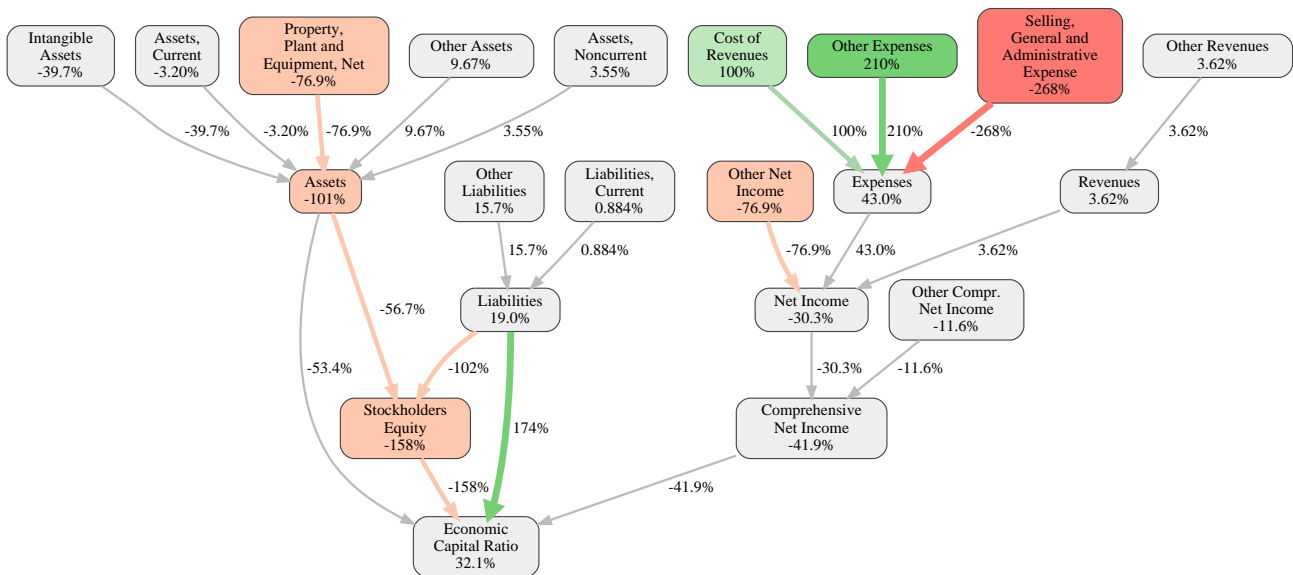 Intangible
Assets
-39.7%
Assets,
Current
-3.20%
Property,
Plant and
Equipment, Net
-76.9%
Other Assets
9.67%
Assets,
Noncurrent
3.55%
Cost of
Revenues
100%
Other Expenses
210%
Selling,
General and
Administrative
Expense
-268%
Other Revenues
3.62%
-39.7%
-3.20%
-76.9%
9.67%
3.55%
100%
210%
-268%
3.62%
Assets
-101%
Other
Liabilities
15.7%
Liabilities,
Current
0.884%
Other Net
Income
-76.9%
Expenses
43.0%
Revenues
3.62%
15.7%
0.884%
-76.9%
43.0%
3.62%
-56.7%
Liabilities
19.0%
Net Income
-30.3%
Other Compr.
Net Income
-11.6%
-53.4%
-102%
-30.3%
-11.6%
Stockholders
Equity
-158%
174%
Comprehensive
Net Income
-41.9%
-158%
-41.9%
Economic
Capital Ratio
32.1%